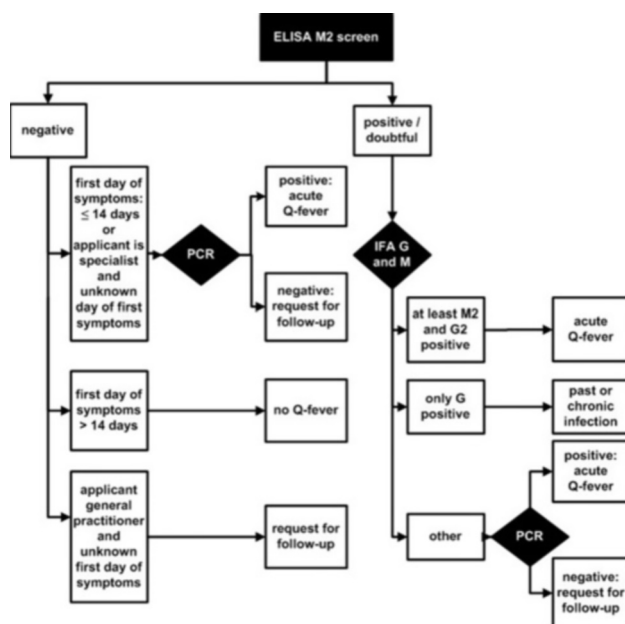 ELISA M2 screen
negative
positive /
doubtful
first day of
symptoms:
≤ 14 days
or
applicant is
specialist
and
unknown
day of first
symptoms
PCR
positive:
acute
Q-fever
negative:
request for
follow-up
IFA G
and M
at least M2
and G2
positive
acute
Q-fever
first day of
symptoms
> 14 days
no Q-fever
only G
positive
past or
chronic
infection
applicant
general
practitioner
and
unknown
first day of
symptoms
request for
follow-up
other
PCR
positive:
acute
Q-fever
negative:
request for
follow-up